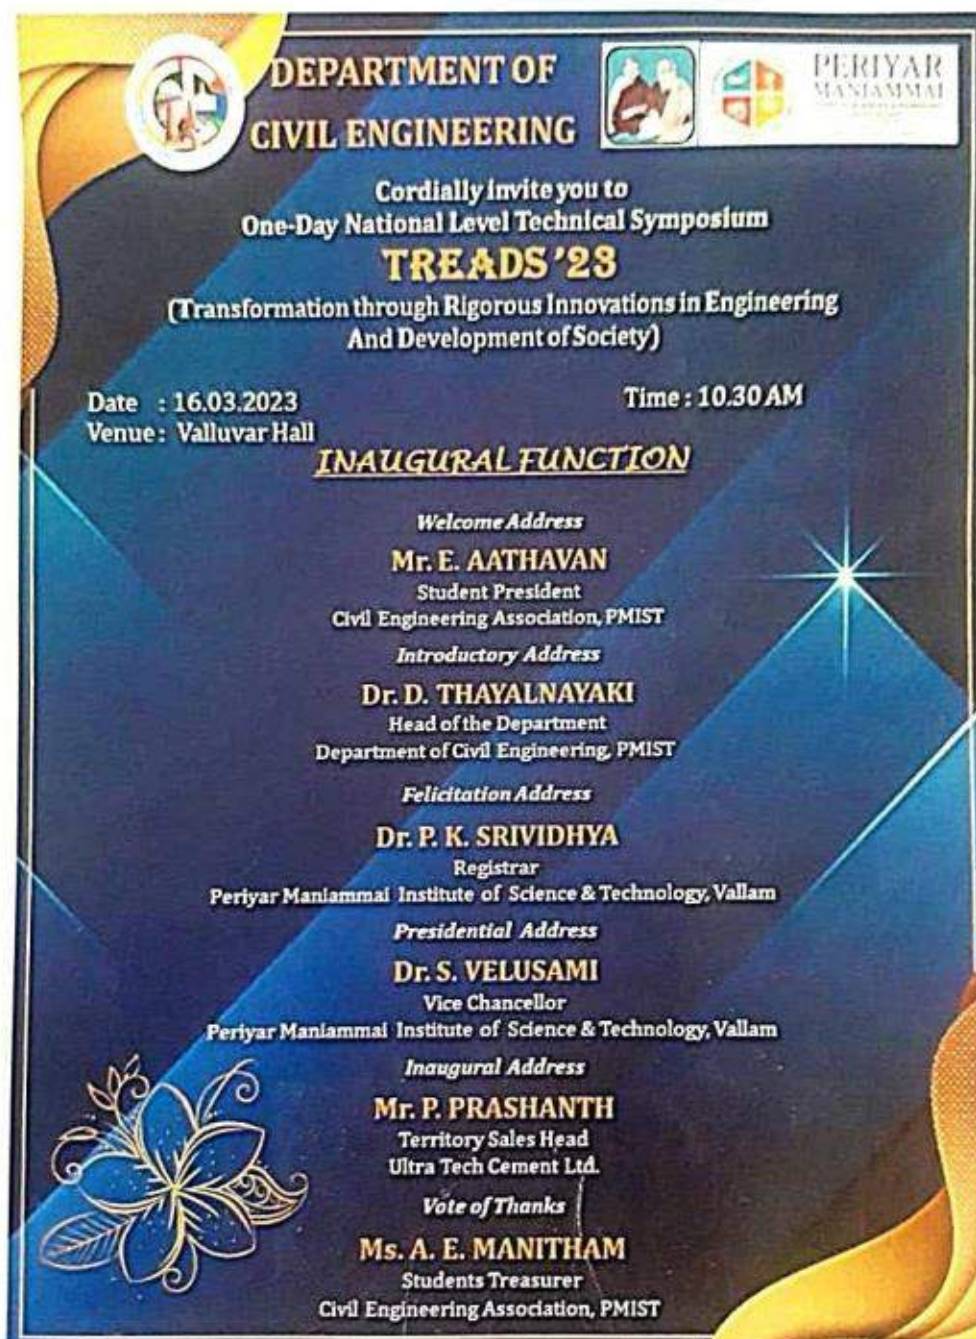 DEPARTMENT OF
CIVIL ENGINEERING
PERIYAR
MANIAMMAI
Cordially invite you to
One-Day National Level Technical Symposium
TREADS '23
(Transformation through Rigorous Innovations in Engineering
And Development of Society)
Date : 16.03.2023
Time : 10.30 AM
Venue : Valluvar Hall
INAUGURAL FUNCTION
Welcome Address
Mr. E. AATHAVAN
Student President
Civil Engineering Association, PMIST
Introductory Address
Dr. D. THAYALNAYAKI
Head of the Department
Department of Civil Engineering, PMIST
Felicitation Address
Dr. P. K. SRIVIDHYA
Registrar
Periyar Maniammai Institute of Science & Technology, Vallam
Presidential Address
Dr. S. VELUSAMI
Vice Chancellor
Periyar Maniammai Institute of Science & Technology, Vallam
Inaugural Address
Mr. P. PRASHANTH
Territory Sales Head
Ultra Tech Cement Ltd.
Vote of Thanks
Ms. A. E. MANITHAM
Students Treasurer
Civil Engineering Association, PMIST